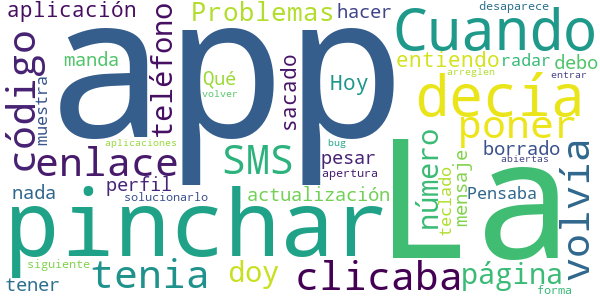 aplicación Problemas hacer desaparece
app Cuando
código manda teléfono Qué volver sacado Hoy entiendo radar debo
muestra arreglen entrar
decía
poner
aplicaciones bug borrado
enlace SMS pesar La número mensaje abiertas volvía
perfil apertura teclado
nada solucionarlo actualización Pensaba
pinchar
siguiente tenia doy clicaba página
tener forma